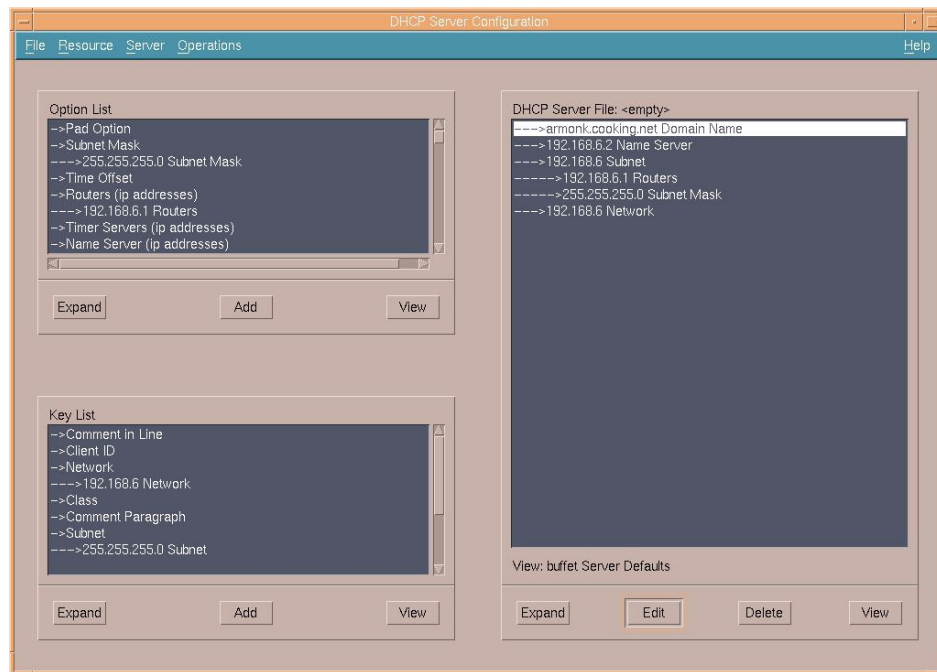 DHCP Server Configuration
File Resource Server Operations Help
Option List
->Pad Option
->Subnet Mask
--->255.255.255.0 Subnet Mask
->Time Offset
->Routers (ip addresses)
--->192.168.6.1 Routers
->Timer Servers (ip addresses)
->Name Server (ip addresses)
Expand Add View
Key List
->Comment in Line
->Client ID
->Network
--->192.168.6 Network
->Class
->Comment Paragraph
->Subnet
--->255.255.255.0 Subnet
Expand Add View
DHCP Server File: <empty>
--->armonk.cooking.net Domain Name
--->192.168.6.2 Name Server
--->192.168.6 Subnet
----->192.168.6.1 Routers
----->255.255.255.0 Subnet Mask
--->192.168.6 Network
View: buffet Server Defaults
Expand Edit Delete View